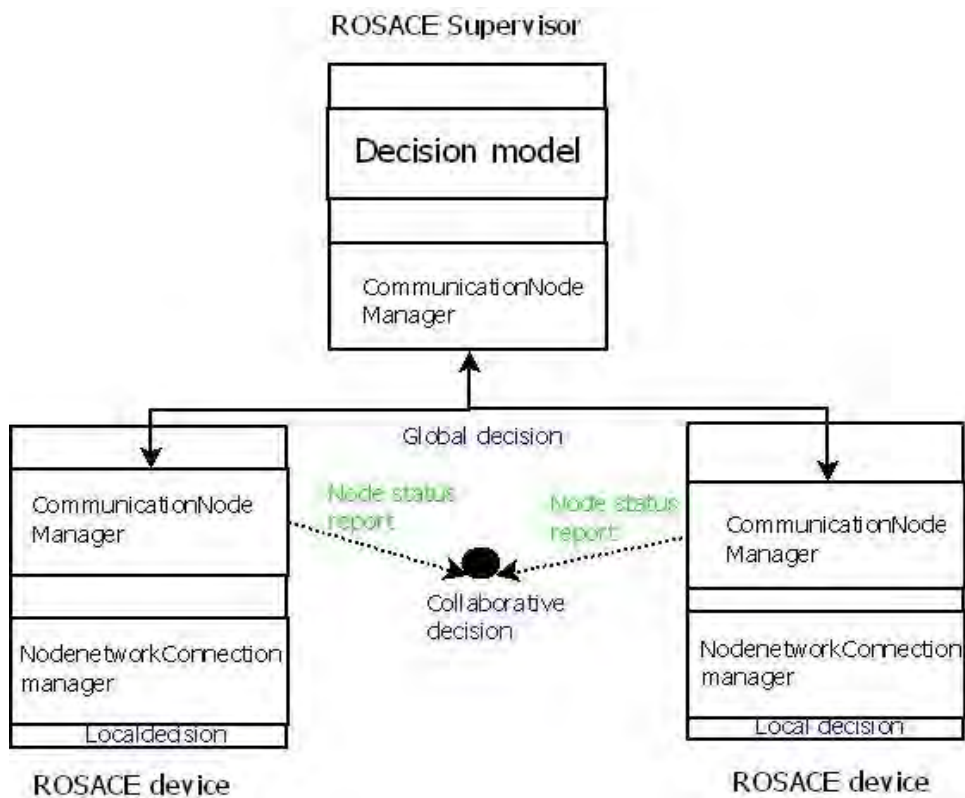 ROSACE Supervisor
Decision model
CommunicationNode
Manager
Global decision
CommunicationNode
Manager
Node status
report
Node status
report
CommunicationNode
Manager
Collaborative
decision
NodenetworkConnection
manager
NodenetworkConnection
manager
Localdecision
Local decision
ROSACE device
ROSACE device